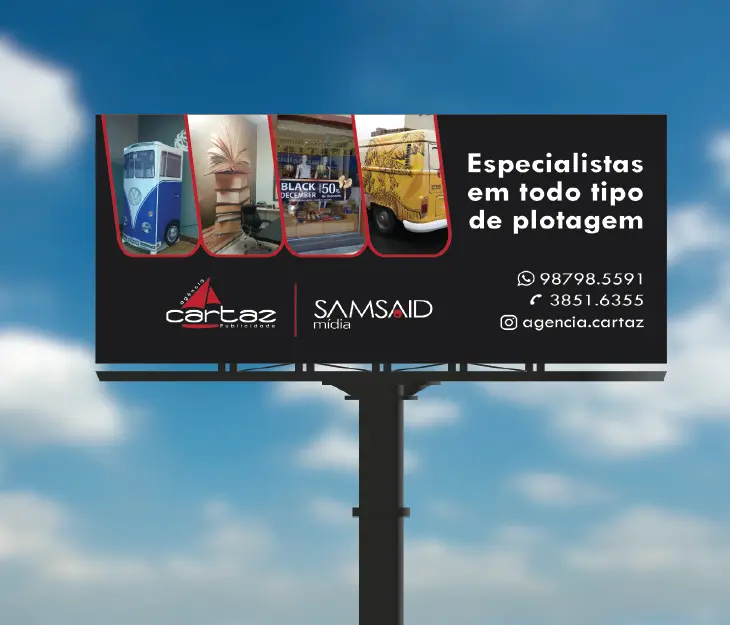 BLACK
DECEMBER
50%
Especialistas
em todo tipo
de plotagem
98798.5591
3851.6355
agencia.cartaz
agência
cartaz
Publicidade
SAMSAID
mídia